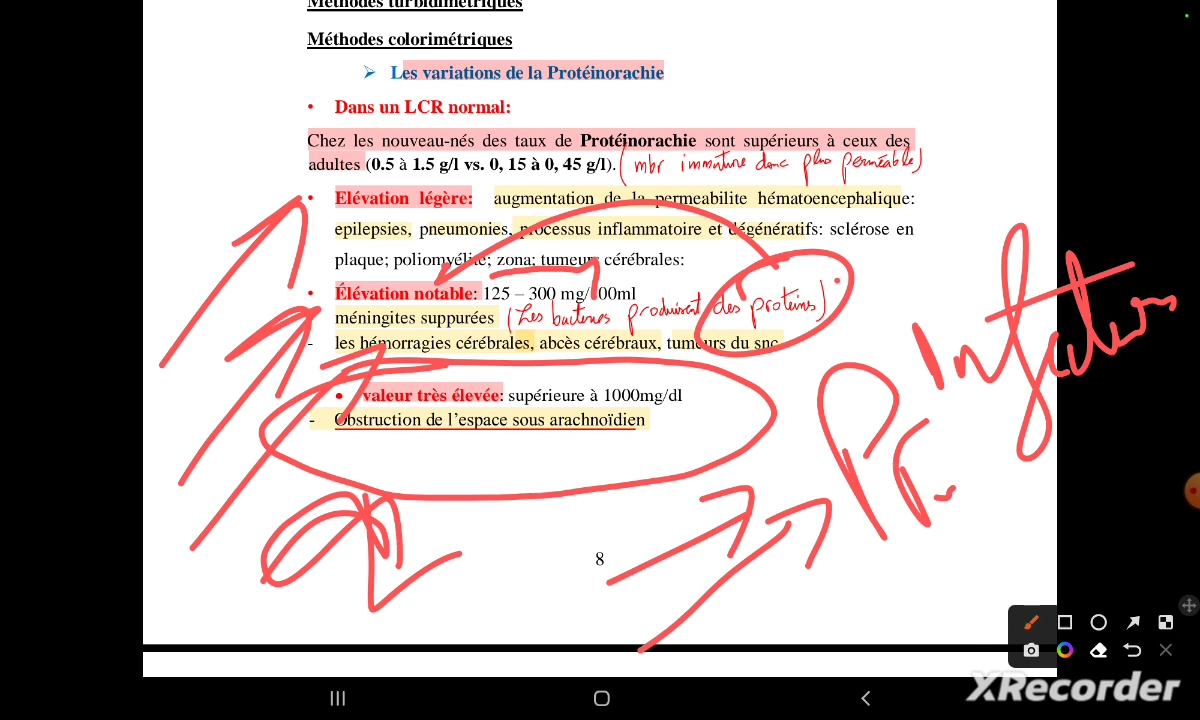 Méthodes turbidimétriques
Méthodes colorimétriques
➢ Les variations de la Protéinorachie
• Dans un LCR normal:
Chez les nouveau-nés des taux de Protéinorachie sont supérieurs à ceux des
adultes (0.5 à 1.5 g/l vs. 0, 15 à 0, 45 g/l). (mbr immature donc plus perméable)
• Elévation légère: augmentation de la permeabilite hématoencephalique:
epilepsies, pneumonies, processus inflammatoire et dégénératifs: sclérose en
plaque; poliomyélite; zona; tumeurs cérébrales:
• Élévation notable: 125 – 300 mg/100ml
méningites suppurées (Les bacteries produisent des proteins)
- les hémorragies cérébrales, abcès cérébraux, tumeurs du snc
• valeur très élevée: supérieure à 1000mg/dl
- Obstruction de l'espace sous arachnoïdien
8
XRecorder